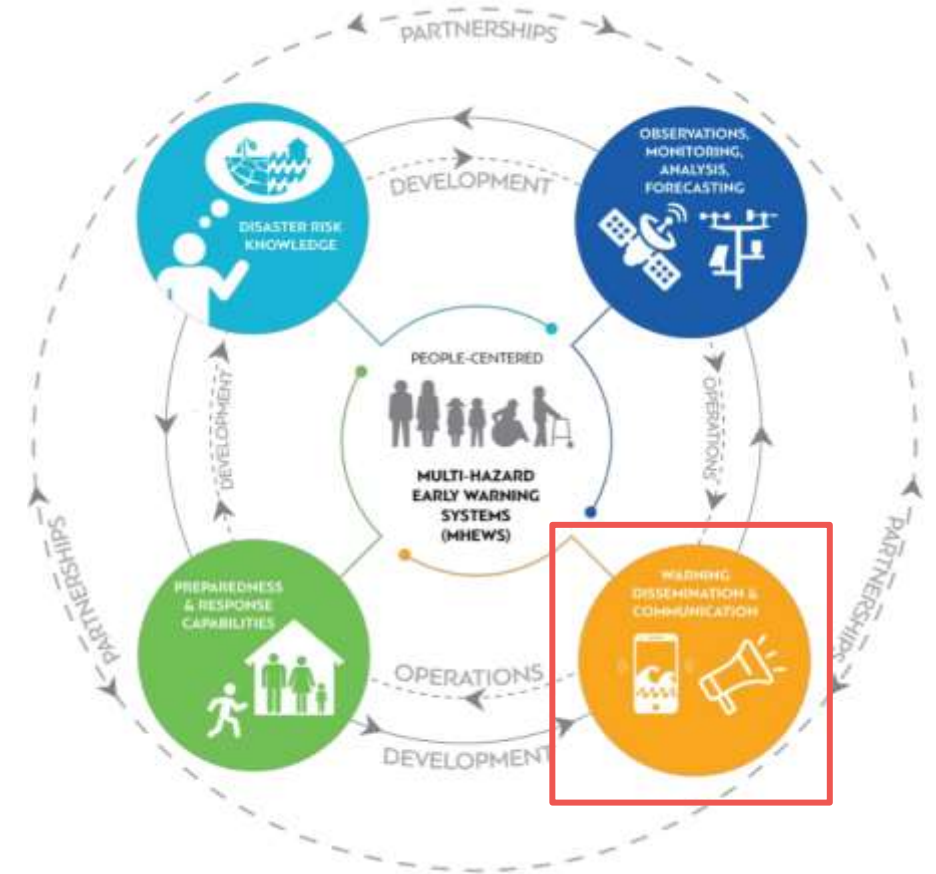 PARTNERSHIPS
OBSERVATIONS,
MONITORING,
ANALYSIS,
FORECASTING
DEVELOPMENT
DISASTER RISK
KNOWLEDGE
PEOPLE-CENTERED
DEVELOPMENT
OPERATIONS
MULTI-HAZARD
EARLY WARNING
SYSTEMS
(MHEWS)
PARTNERSHIPS
PARTNERSHIPS
PREPAREDNESS
& RESPONSE
CAPABILITIES
WARNING
DISSEMINATION &
COMMUNICATION
OPERATIONS
DEVELOPMENT